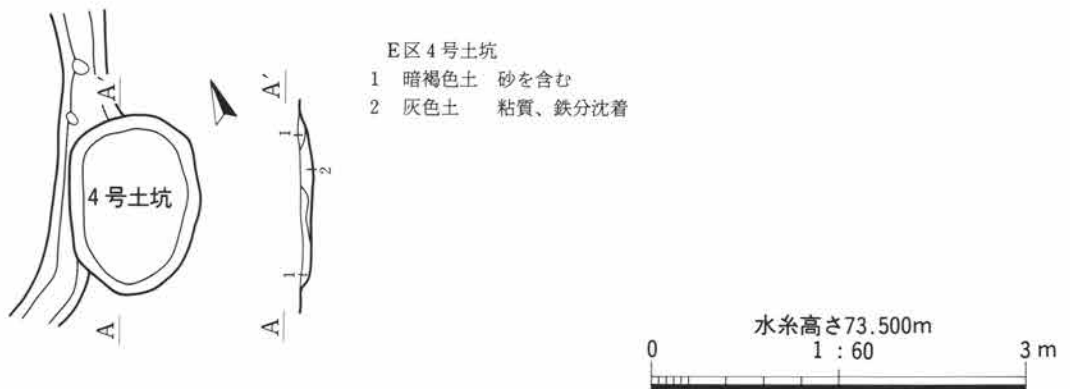 E区4号土坑
1 暗褐色土 砂を含む
2 灰色土 粘質、鉄分沈着
A′
A′
1
2
4号土坑
1
A
A
水糸高さ73.500m
0 1:60 3m